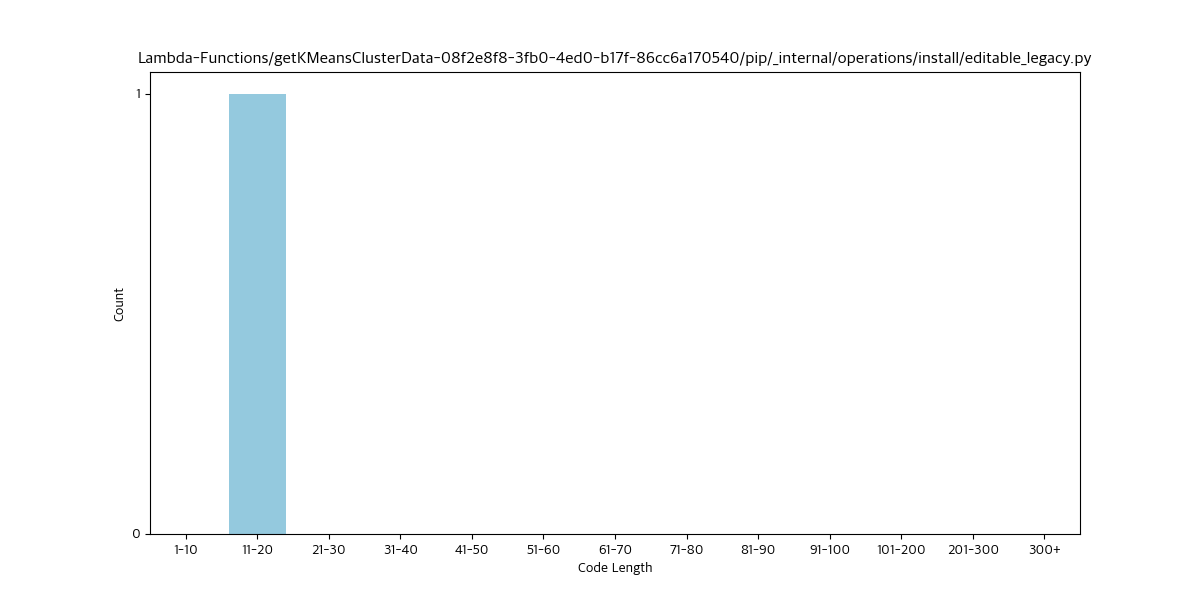 Lambda-Functions/getKMeansClusterData-08f2e8f8-3fb0-4ed0-b17f-86cc6a170540/pip/_internal/operations/install/editable_legacy.py
1
Count
0
1-10 11-20 21-30 31-40 41-50 51-60 61-70 71-80 81-90 91-100 101-200 201-300 300+
Code Length